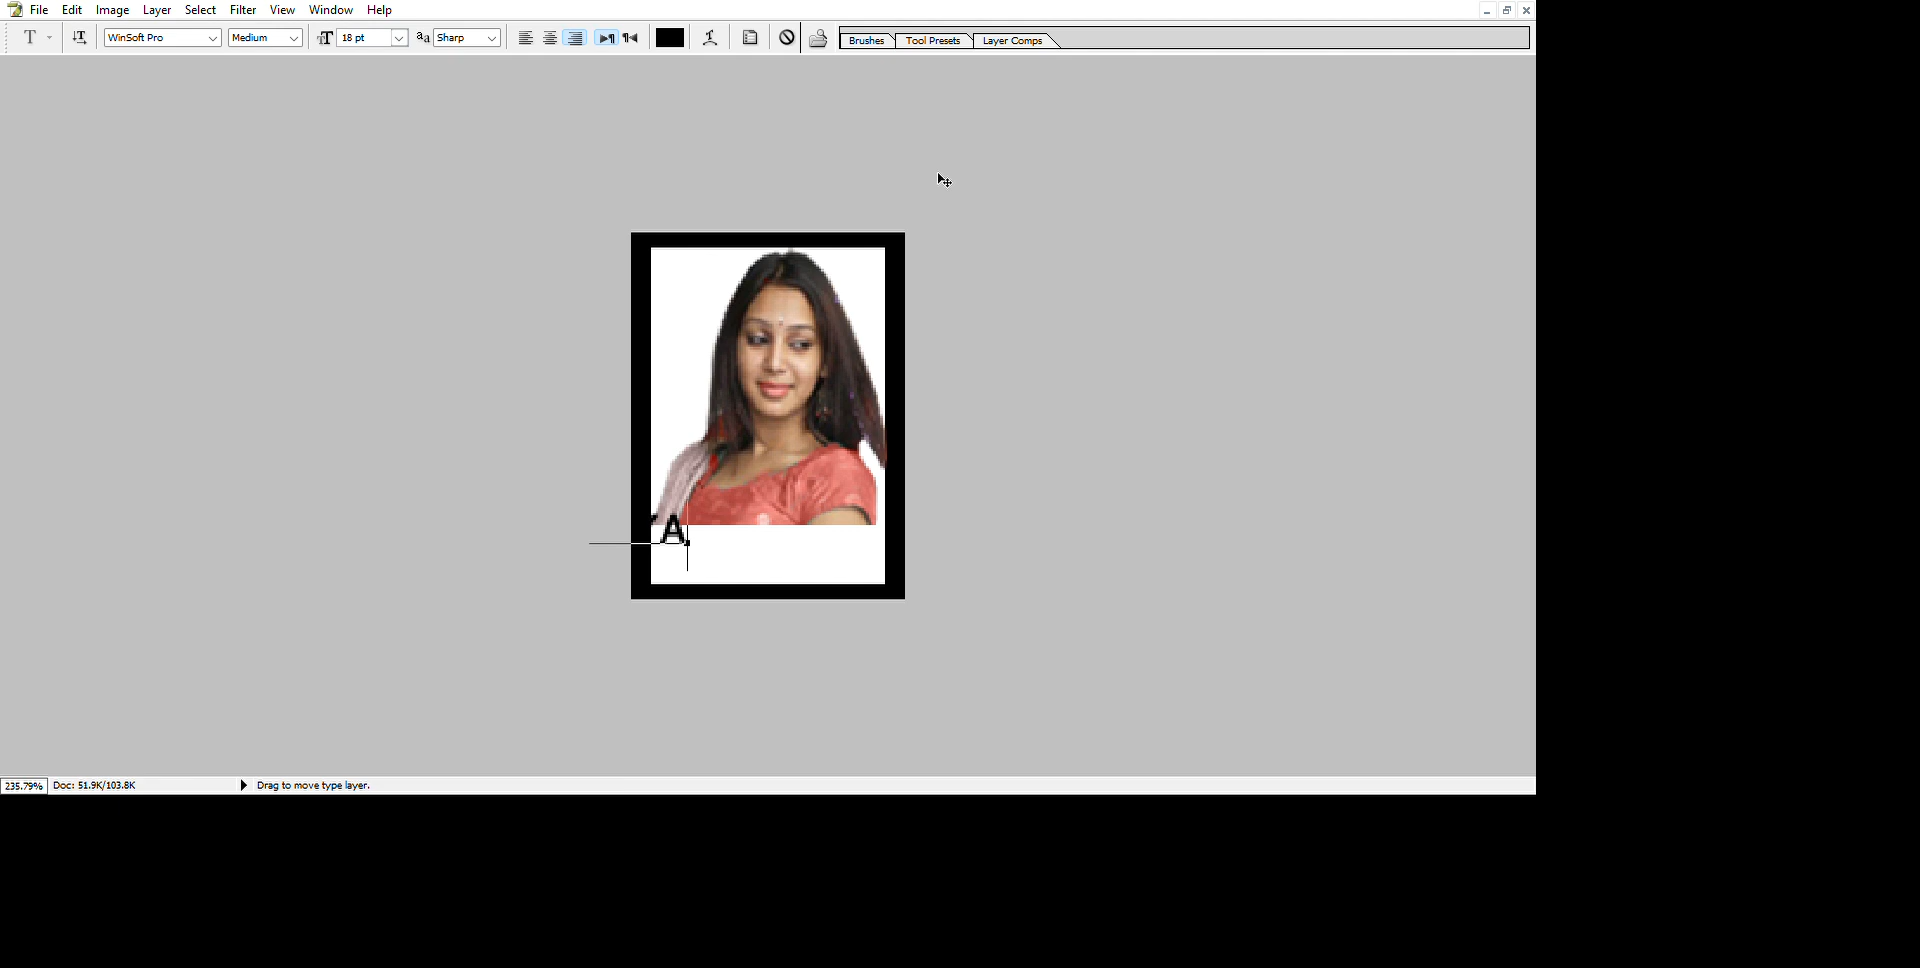 File Edit Image Layer Select Filter View Window Help
T WinSoft Pro Medium 18 pt aa Sharp Brushes Tool Presets Layer Comps
A
235.79% Doc: 51.9K/103.8K Drag to move type layer.